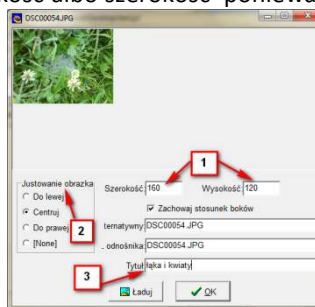 kość albo szerokość poniewa
DSC00054.JPG
1
Justowanie obrazka
Szerokość: 160 Wysokość: 120
Do lewej
Centruj
Zachowaj stosunek boków
Do prawej
2
ternatywny DSC00054.JPG
[None]
odnośnika: DSC00054.JPG
3
Tytuł łąka i kwiaty
Ładuj OK